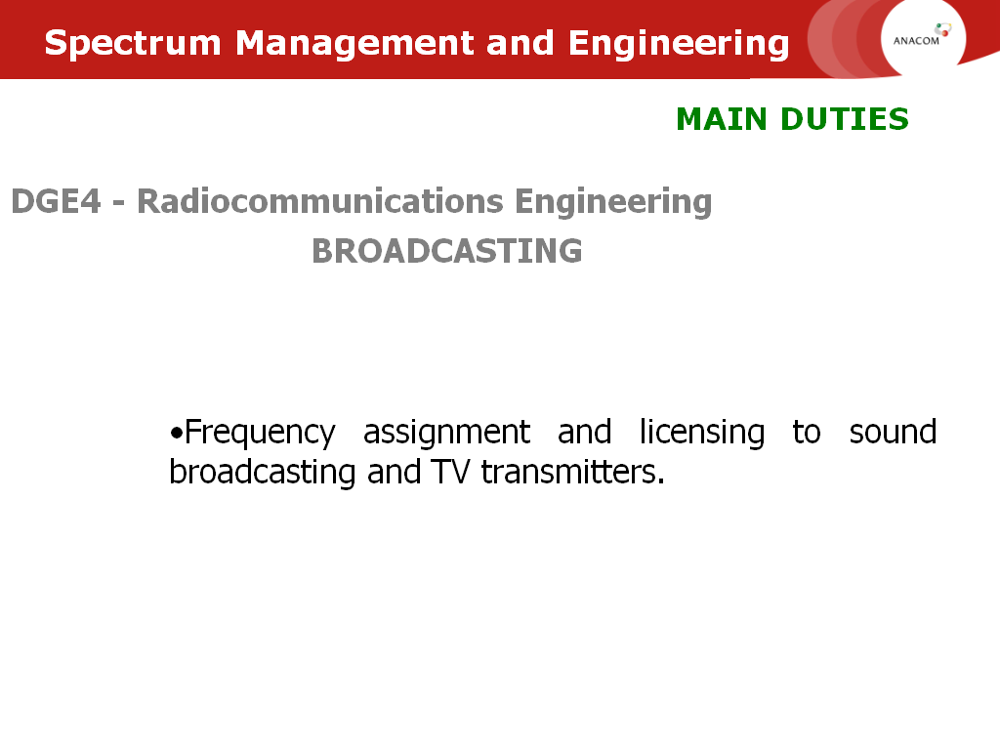 Spectrum Management and Engineering
ANACOM
MAIN DUTIES
DGE4 - Radiocommunications Engineering
BROADCASTING
•Frequency assignment and licensing to sound
broadcasting and TV transmitters.